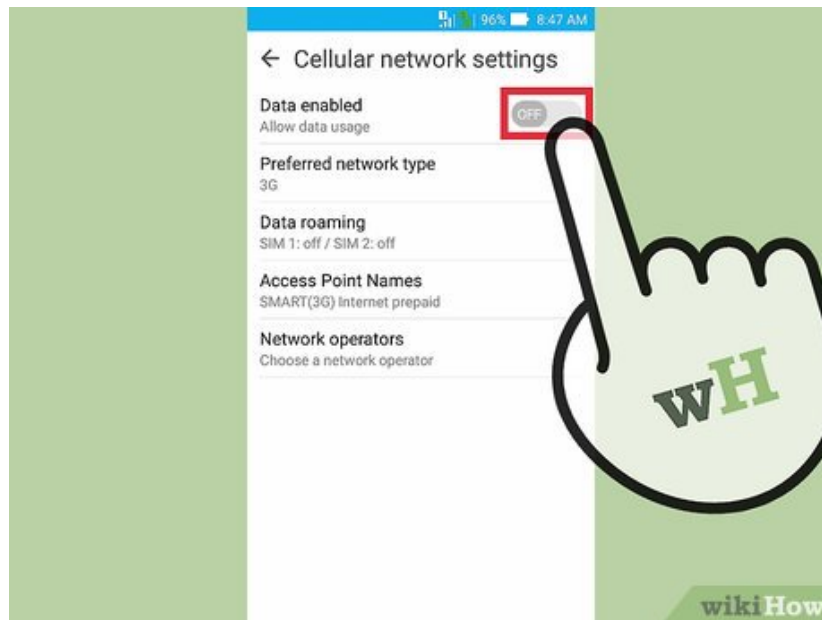 96% 8:47 AM
Cellular network settings
Data enabled
Allow data usage
OFF
Preferred network type
3G
Data roaming
SIM 1: off / SIM 2: off
Access Point Names
SMART(3G) Internet prepaid
Network operators
Choose a network operator
wH
wikiHow